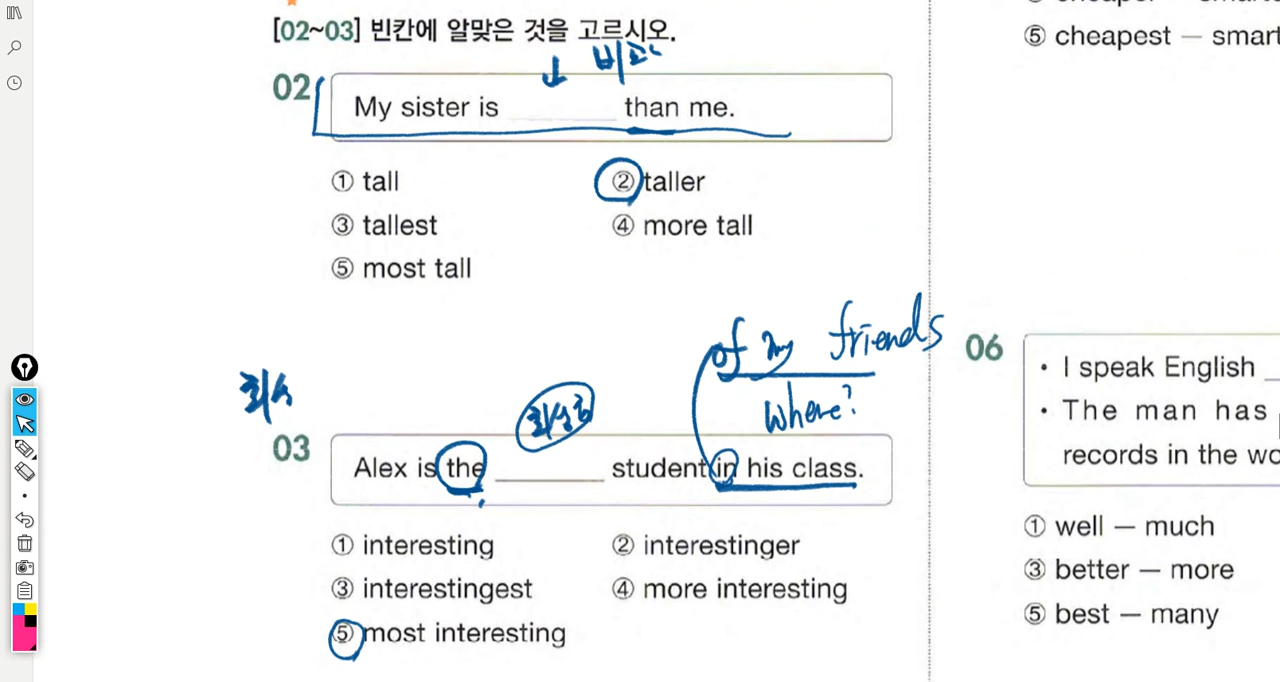 [02~03] 빈칸에 알맞은 것을 고르시오.
비교
02
My sister is ______ than me.
① tall
② taller
③ tallest
④ more tall
⑤ most tall
of my friends
where?
최상급
03
Alex is the ______ student in his class.
① interesting
② interestinger
③ interestingest
④ more interesting
⑤ most interesting
⑤ cheapest — smart
06
• I speak English
• The man has
records in the wo
① well — much
③ better — more
⑤ best — many